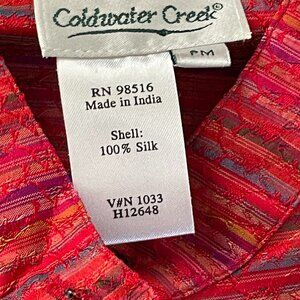 Coldwater Creek®
PM
RN 98516
Made in India
Shell:
100% Silk
V#N 1033
H12648